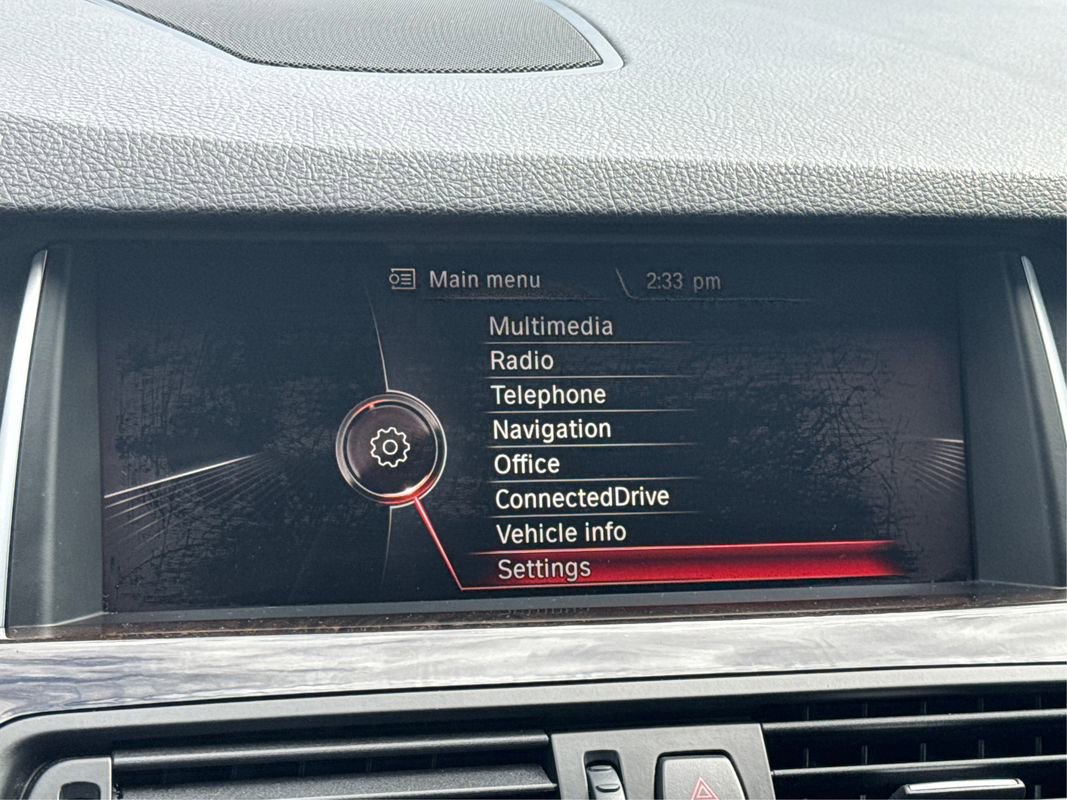 Main menu
2:33 pm
Multimedia
Radio
Telephone
Navigation
Office
ConnectedDrive
Vehicle info
Settings